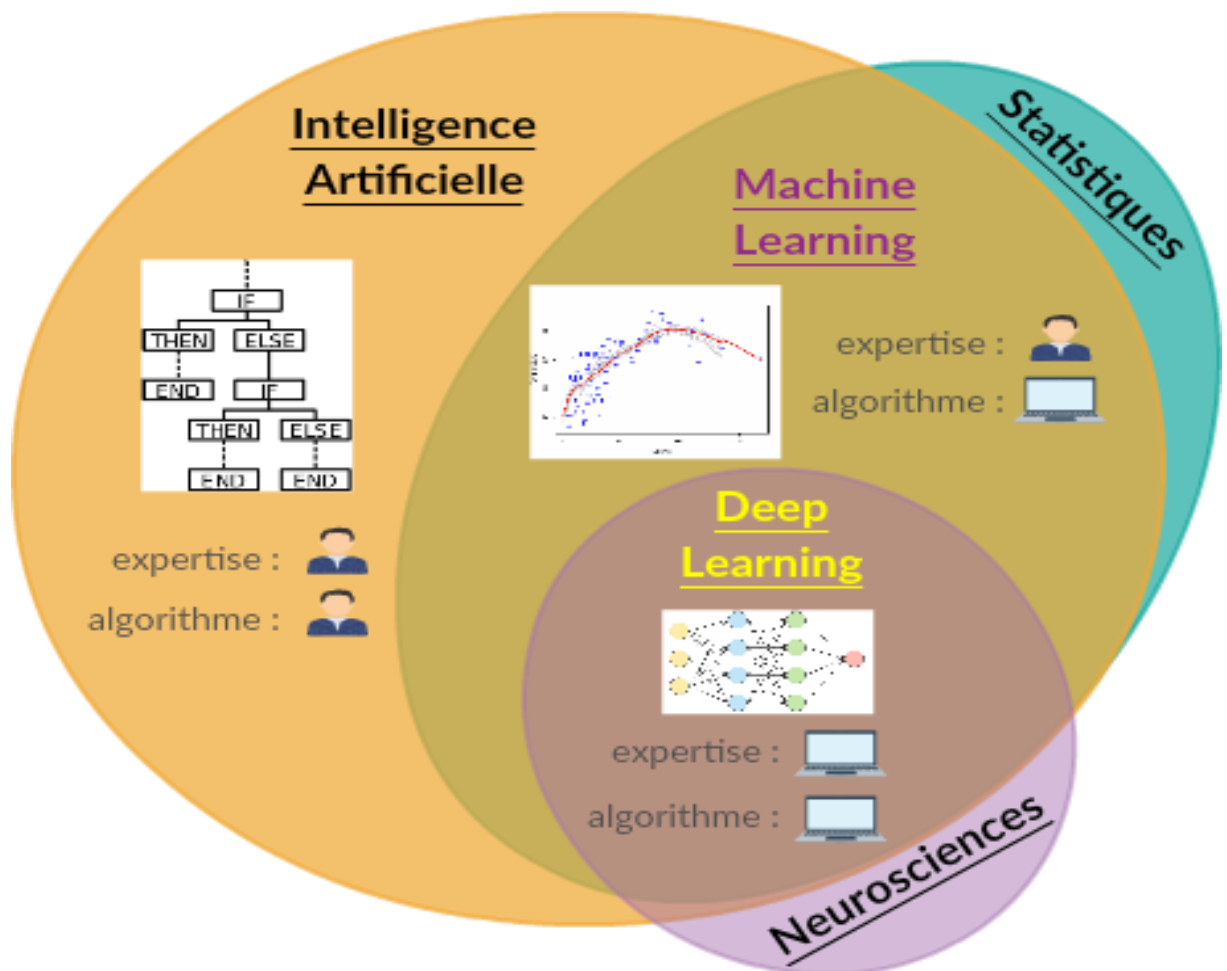 Intelligence
Artificielle
Statistiques
Machine
Learning
IF
THEN ELSE
END IF
THEN ELSE
END END
expertise :
algorithme :
expertise :
algorithme :
Deep
Learning
expertise :
algorithme :
Neurosciences